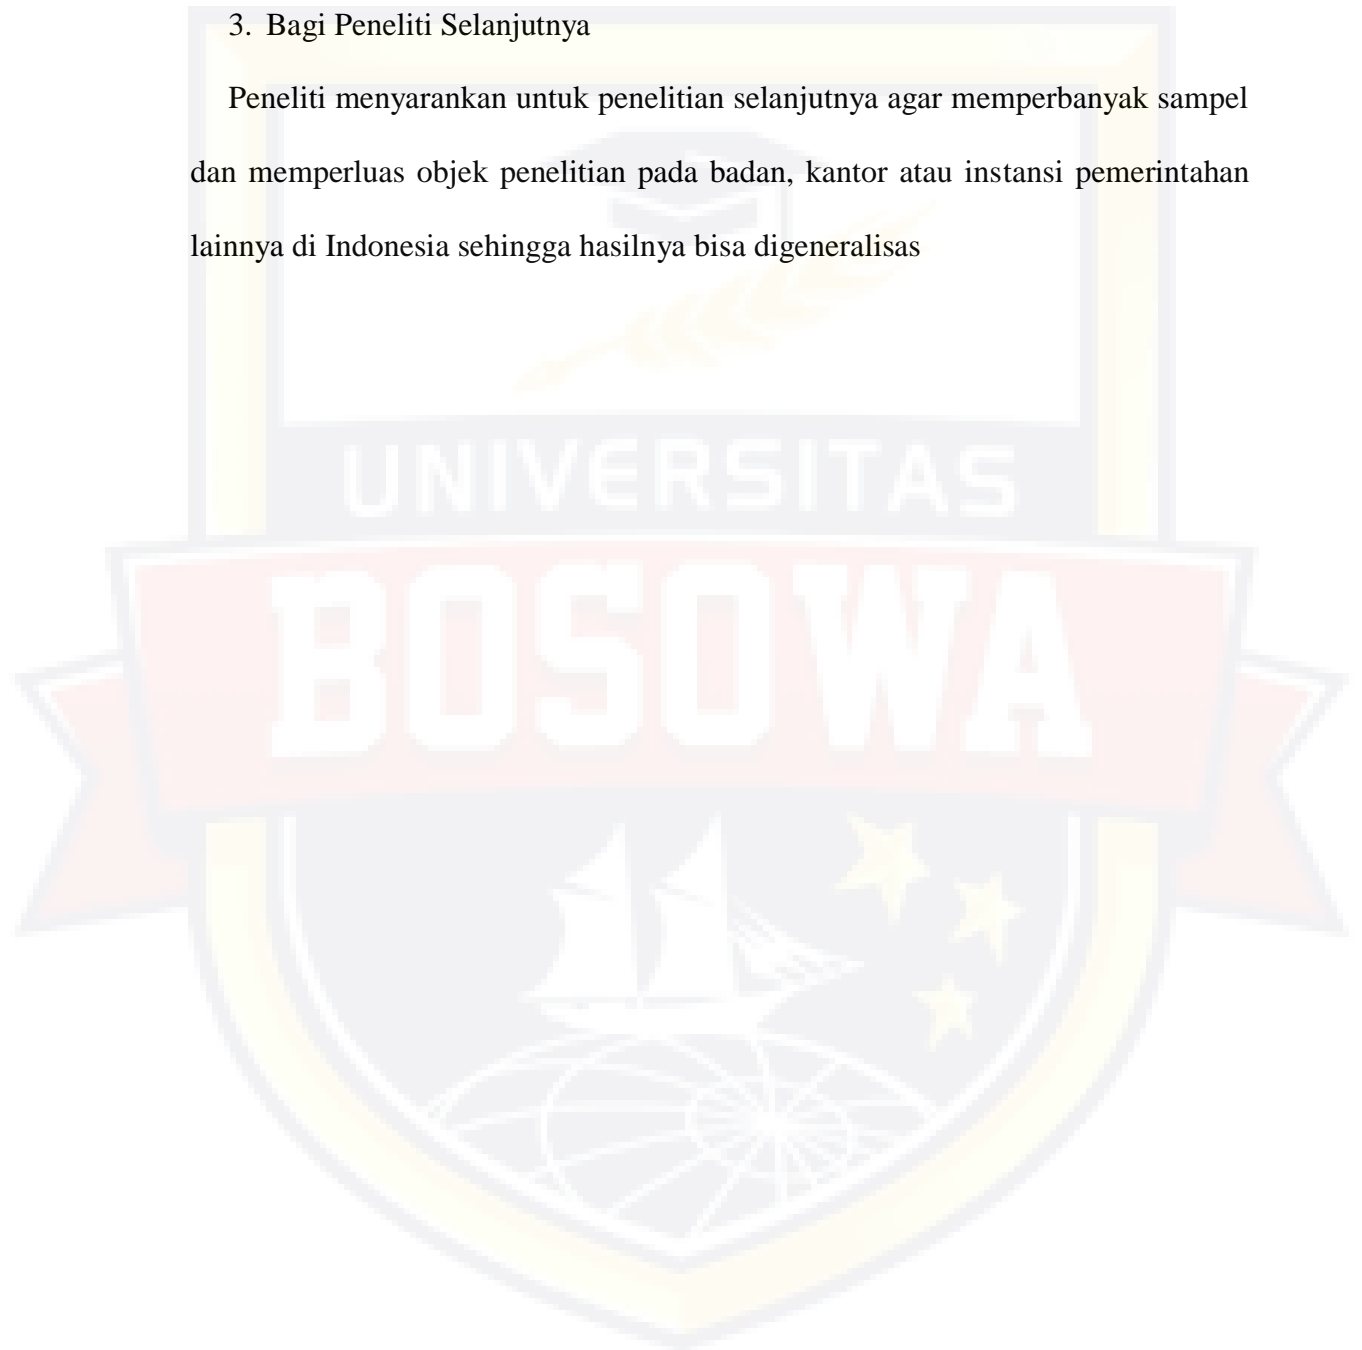 3. Bagi Peneliti Selanjutnya
Peneliti menyarankan untuk penelitian selanjutnya agar memperbanyak sampel
dan memperluas objek penelitian pada badan, kantor atau instansi pemerintahan
lainnya di Indonesia sehingga hasilnya bisa digeneralisas
UNIVERSITAS
BOSOWA